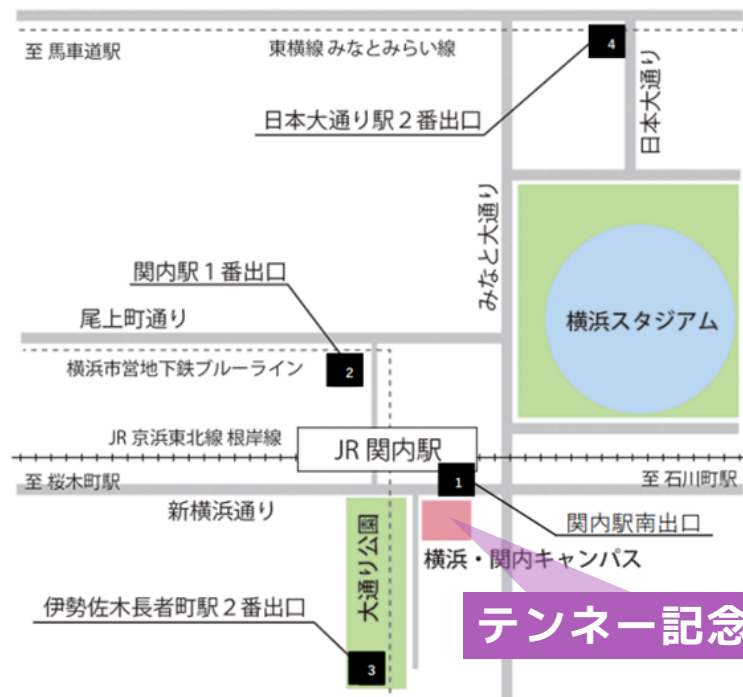 至 馬車道駅
東横線 みなとみらい線
4
日本大通り駅２番出口
日本大通り
みなと大通り
関内駅１番出口
尾上町通り
横浜スタジアム
横浜市営地下鉄ブルーライン
2
JR 京浜東北線 根岸線
JR 関内駅
至 桜木町駅
1
至 石川町駅
新横浜通り
関内駅南出口
大通り公園
横浜・関内キャンパス
伊勢佐木長者町駅２番出口
テンネー記念
3